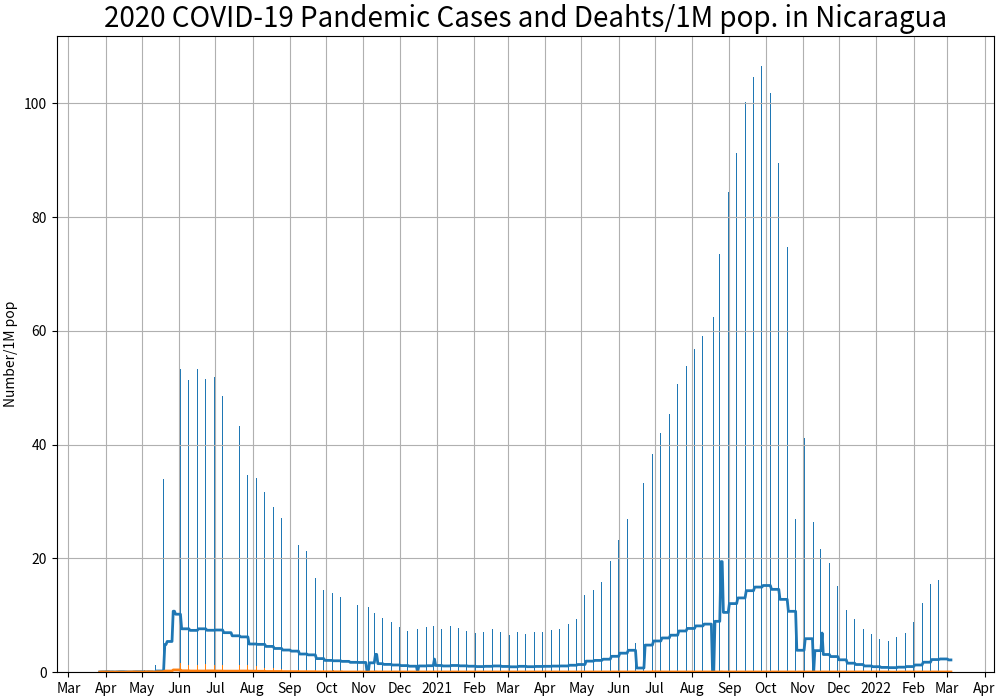 2020 COVID-19 Pandemic Cases and Deahts/1M pop. in Nicaragua
Number/1M pop
100
80
60
40
20
0
Mar Apr May Jun Jul Aug Sep Oct Nov Dec 2021 Feb Mar Apr May Jun Jul Aug Sep Oct Nov Dec 2022 Feb Mar Apr